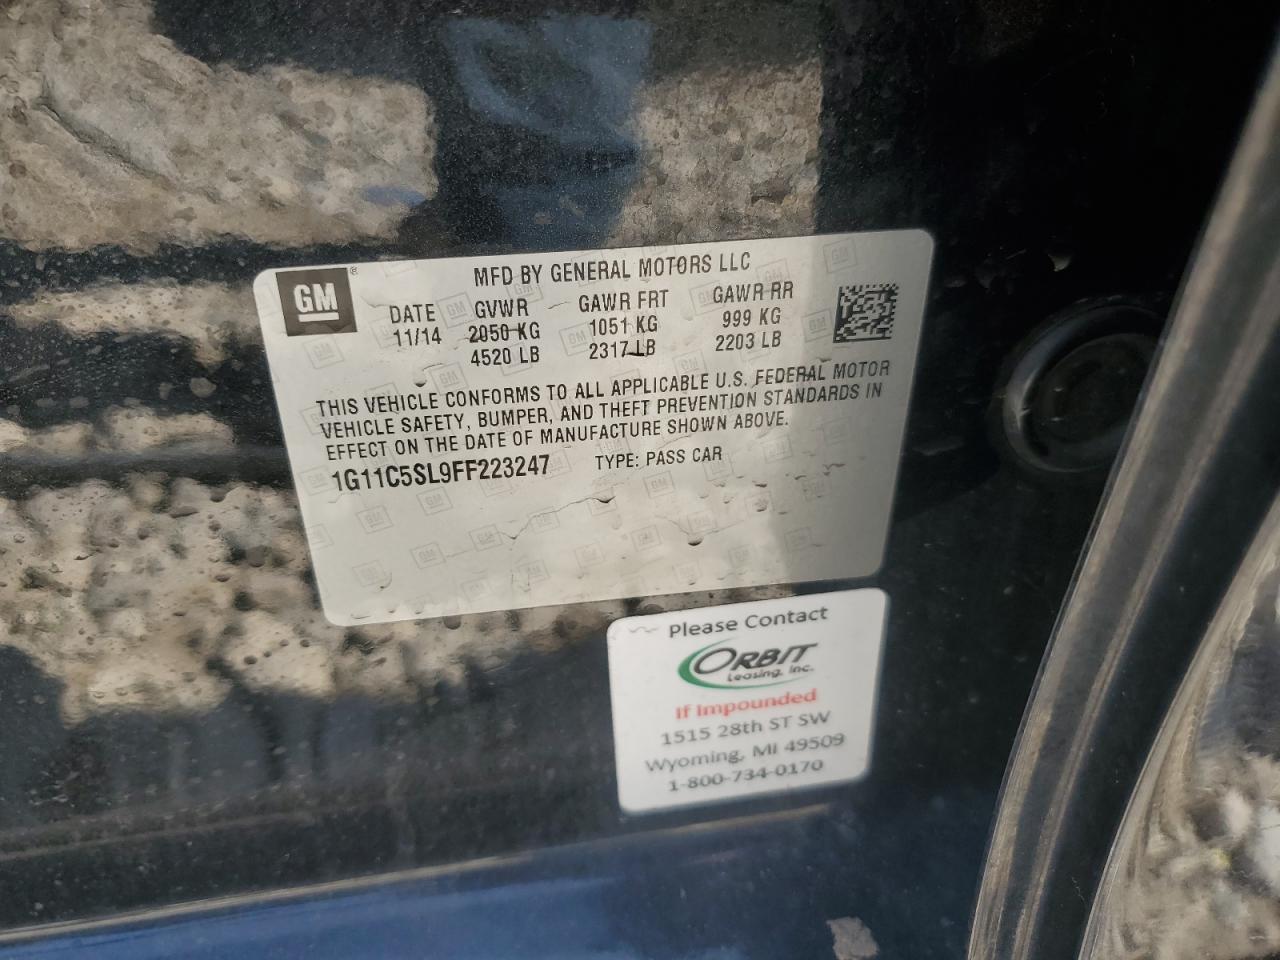 GM®
MFD BY GENERAL MOTORS LLC
DATE GVWR GAWR FRT GAWR RR
11/14 2050 KG 1051 KG 999 KG
4520 LB 2317 LB 2203 LB
THIS VEHICLE CONFORMS TO ALL APPLICABLE U.S. FEDERAL MOTOR
VEHICLE SAFETY, BUMPER, AND THEFT PREVENTION STANDARDS IN
EFFECT ON THE DATE OF MANUFACTURE SHOWN ABOVE.
1G11C5SL9FF223247 TYPE: PASS CAR
Please Contact
ORBIT
Leasing, Inc.
If Impounded
1515 28th ST SW
Wyoming, MI 49509
1-800-734-0170